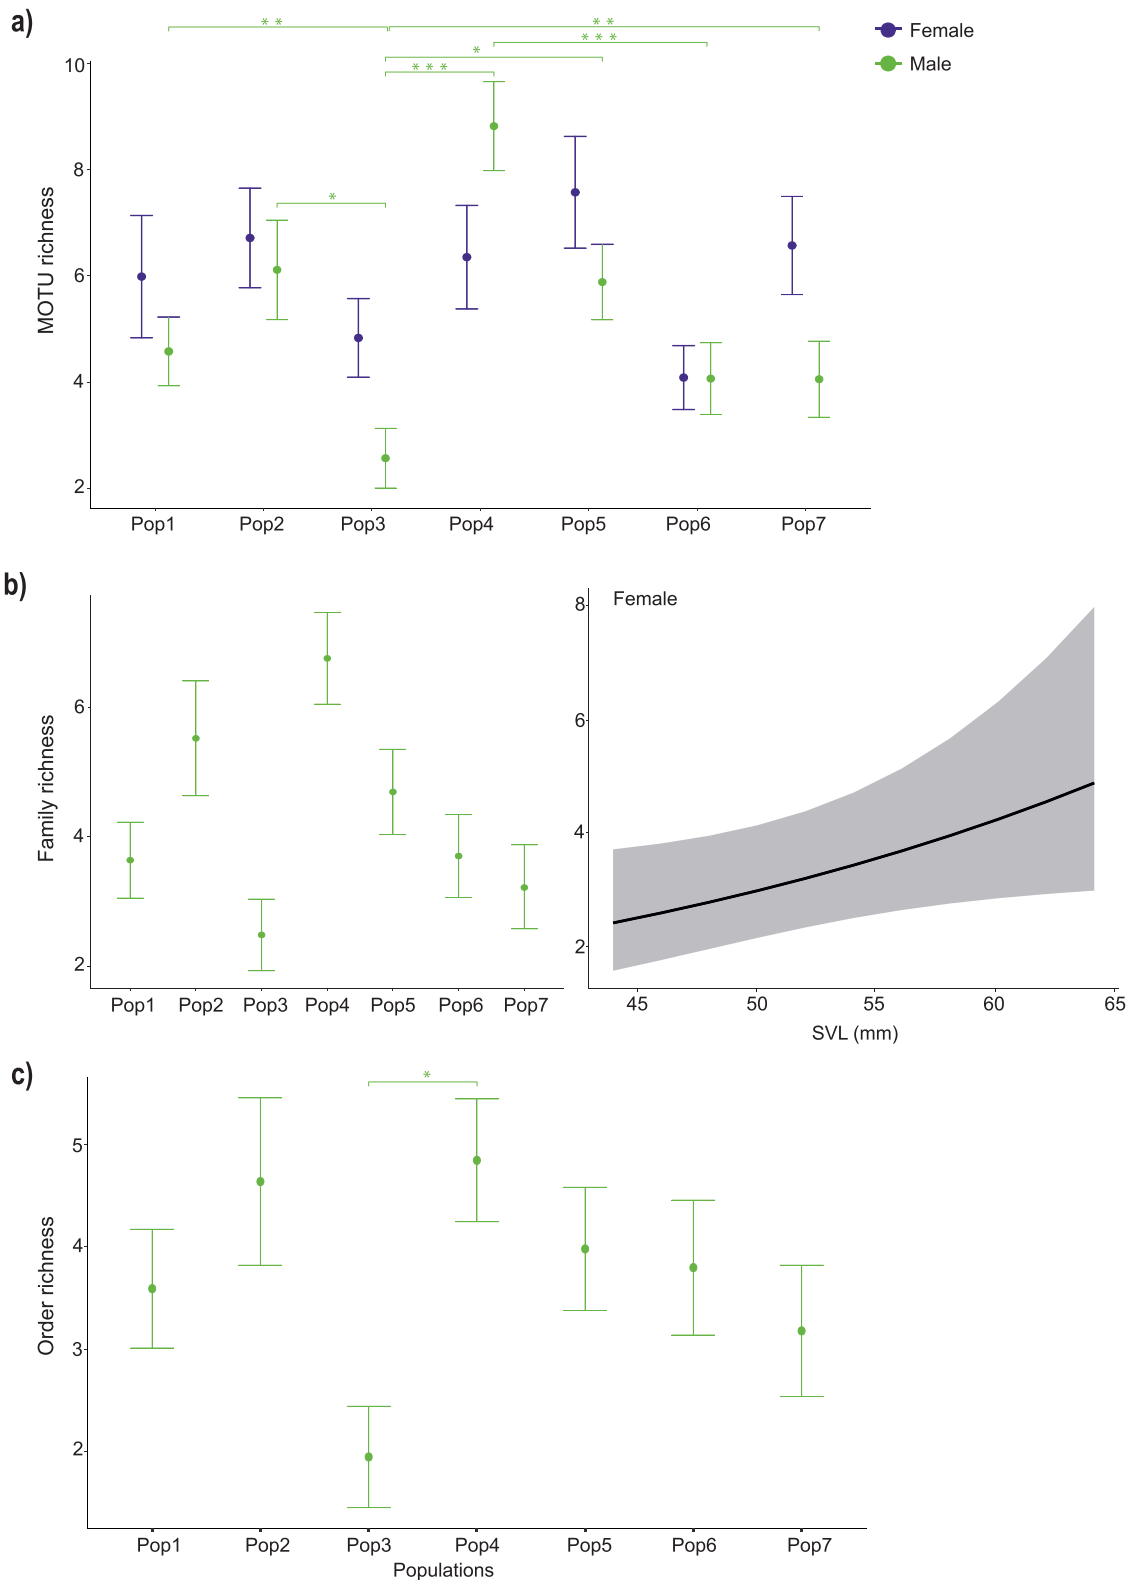 a)
** **
***
*
***
*
Female
Male
MOTU richness
10
8
6
4
2
Pop1 Pop2 Pop3 Pop4 Pop5 Pop6 Pop7
b)
Family richness
6
4
2
Pop1 Pop2 Pop3 Pop4 Pop5 Pop6 Pop7
Female
8
6
4
2
45 50 55 60 65
SVL (mm)
c)
*
Order richness
5
4
3
2
Pop1 Pop2 Pop3 Pop4 Pop5 Pop6 Pop7
Populations